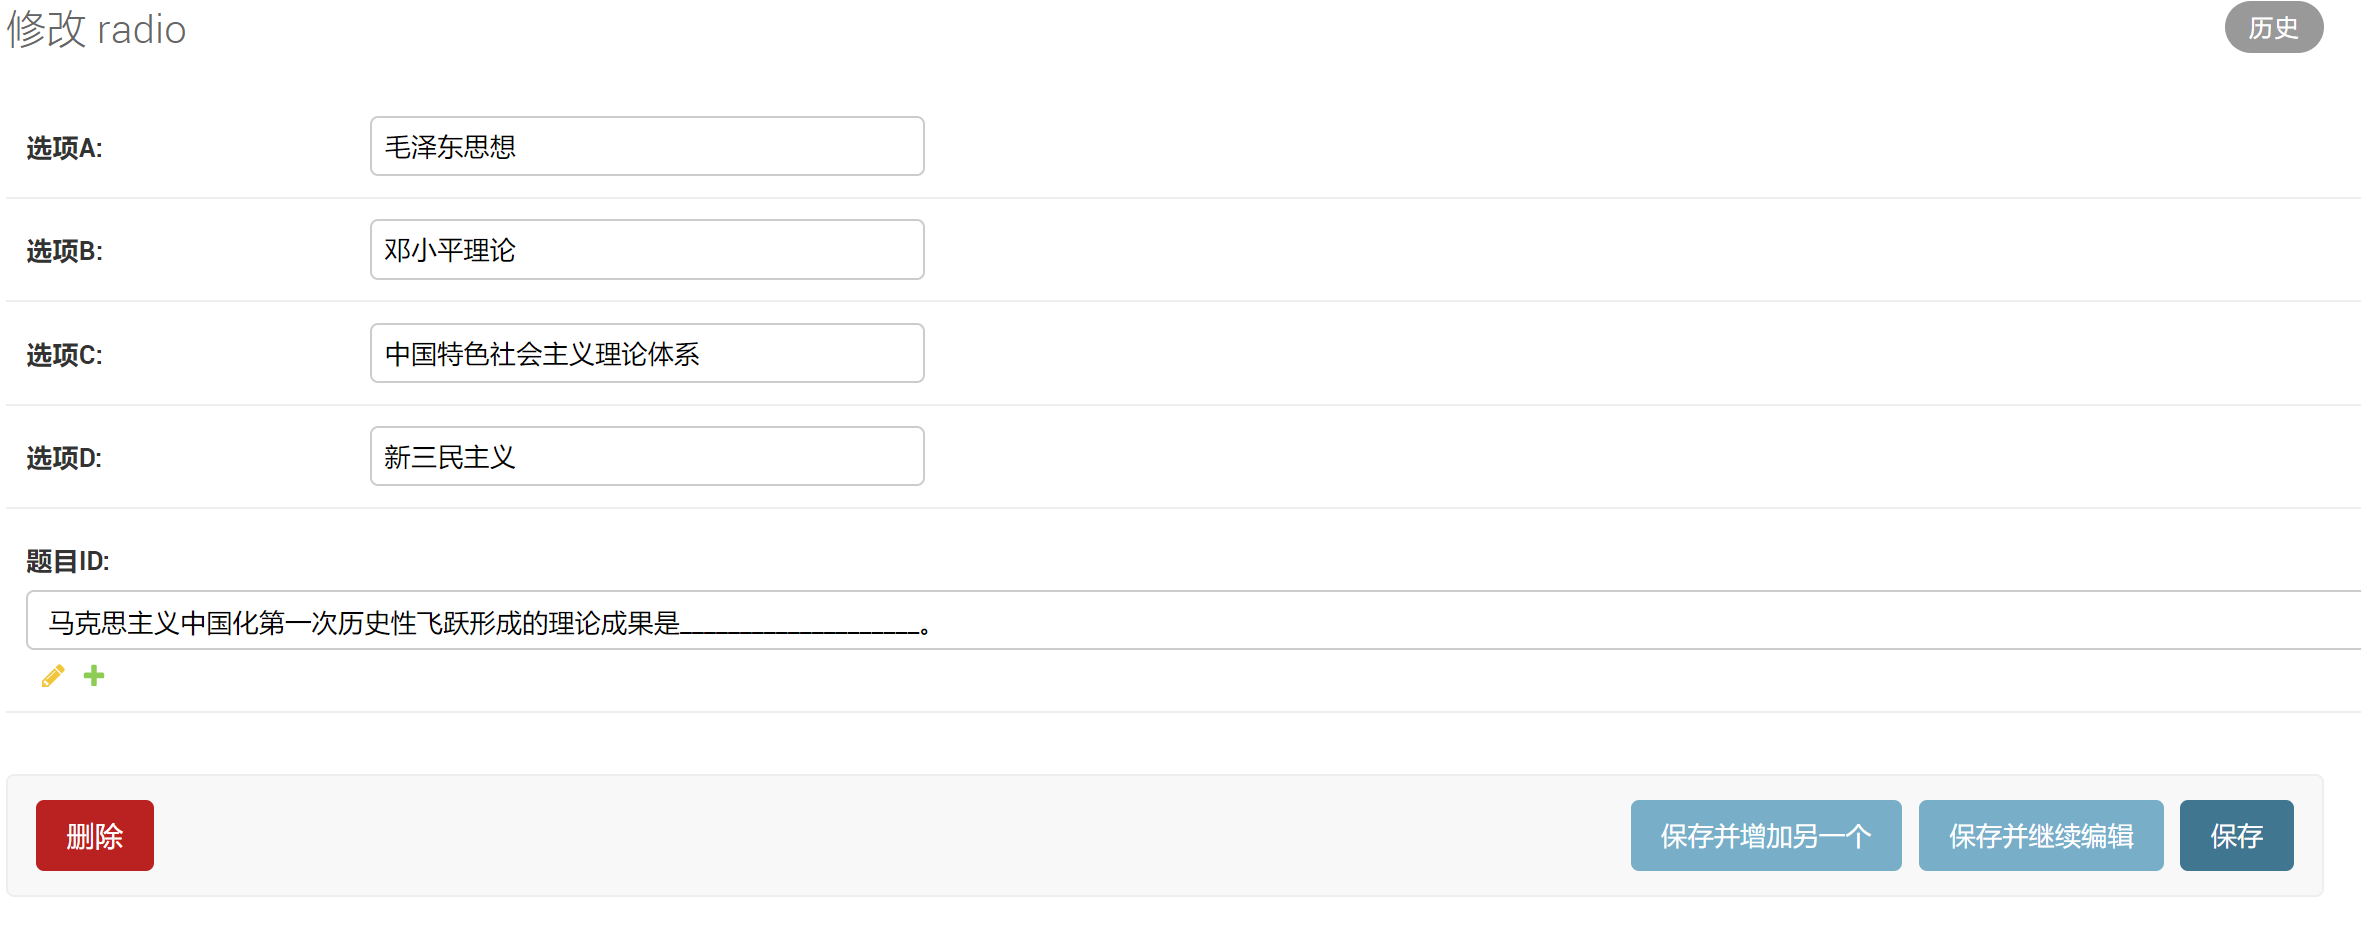 修改 radio
历史
选项A:
毛泽东思想
选项B:
邓小平理论
选项C:
中国特色社会主义理论体系
选项D:
新三民主义
题目ID:
马克思主义中国化第一次历史性飞跃形成的理论成果是____________________。
删除
保存并增加另一个
保存并继续编辑
保存